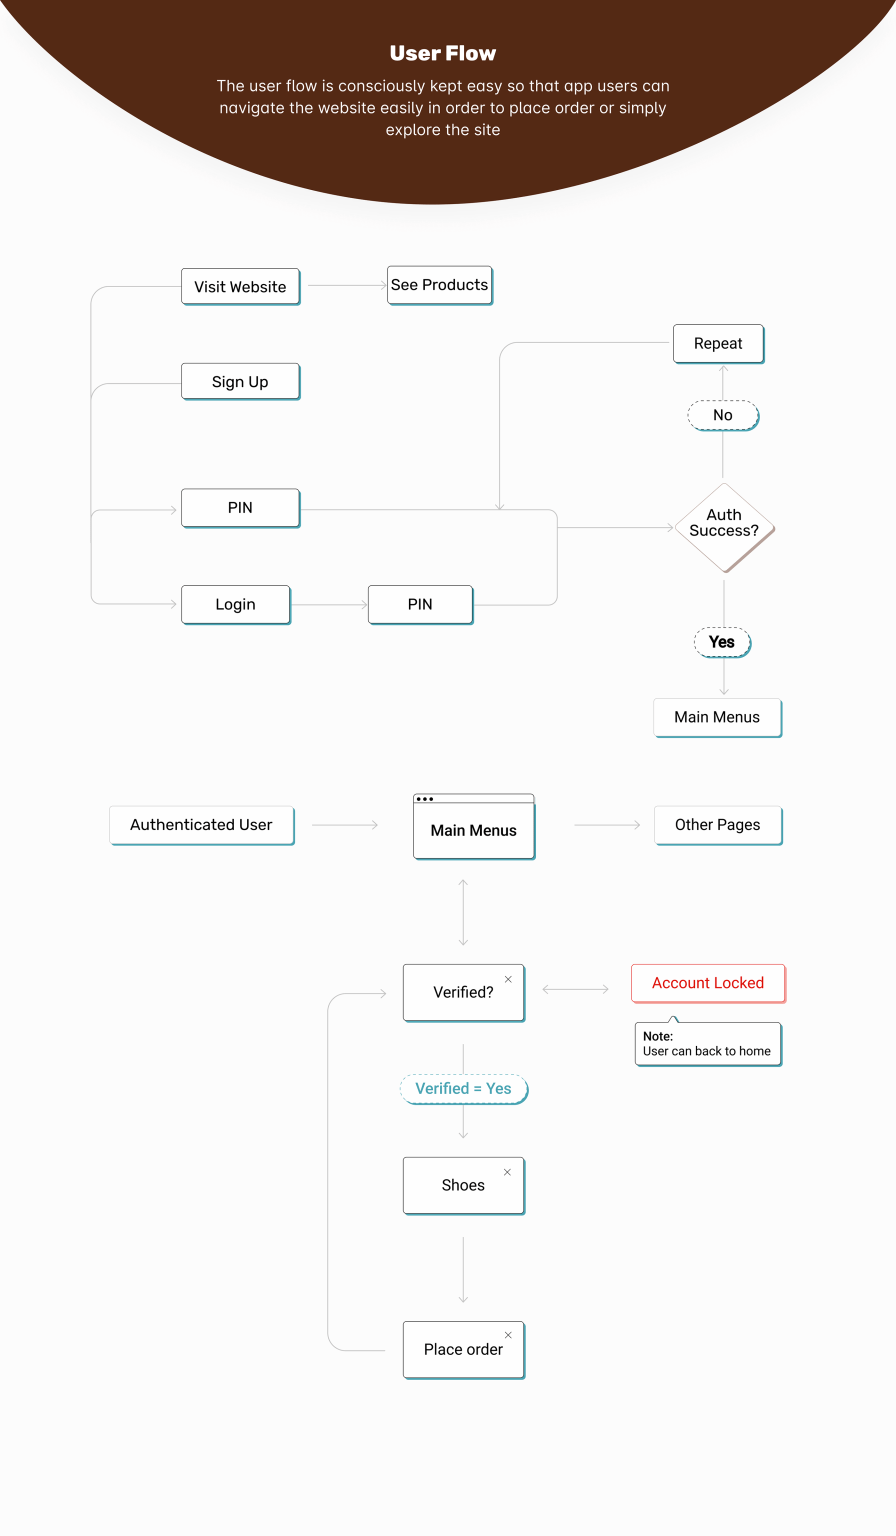 User Flow
The user flow is consciously kept easy so that app users can
navigate the website easily in order to place order or simply
explore the site
Visit Website
See Products
Repeat
Sign Up
No
PIN
Auth
Success?
Login
PIN
Yes
Main Menus
Authenticated User
Main Menus
Other Pages
Verified?
Account Locked
Note:
User can back to home
Verified = Yes
Shoes
Place order